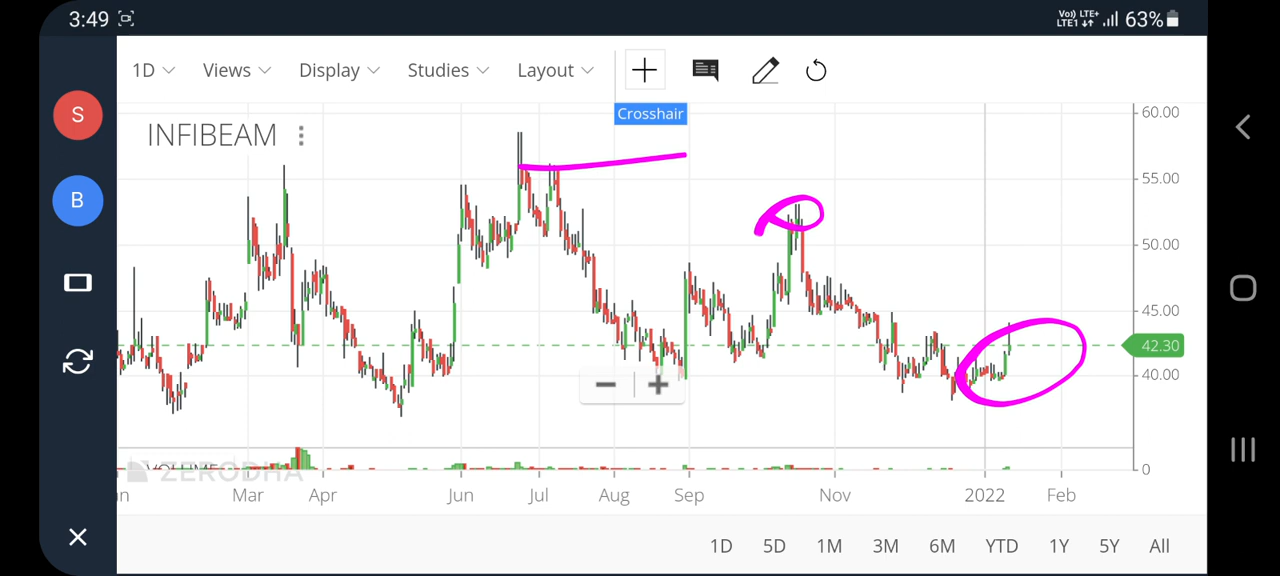 3:49
Vo)) LTE+
LTE1
63%
1D Views Display Studies Layout
Crosshair
S
INFIBEAM
B
60.00
55.00
50.00
45.00
42.30
40.00
0
VOLUME
ZERODHA
Mar Apr Jun Jul Aug Sep Nov 2022 Feb
1D 5D 1M 3M 6M YTD 1Y 5Y All